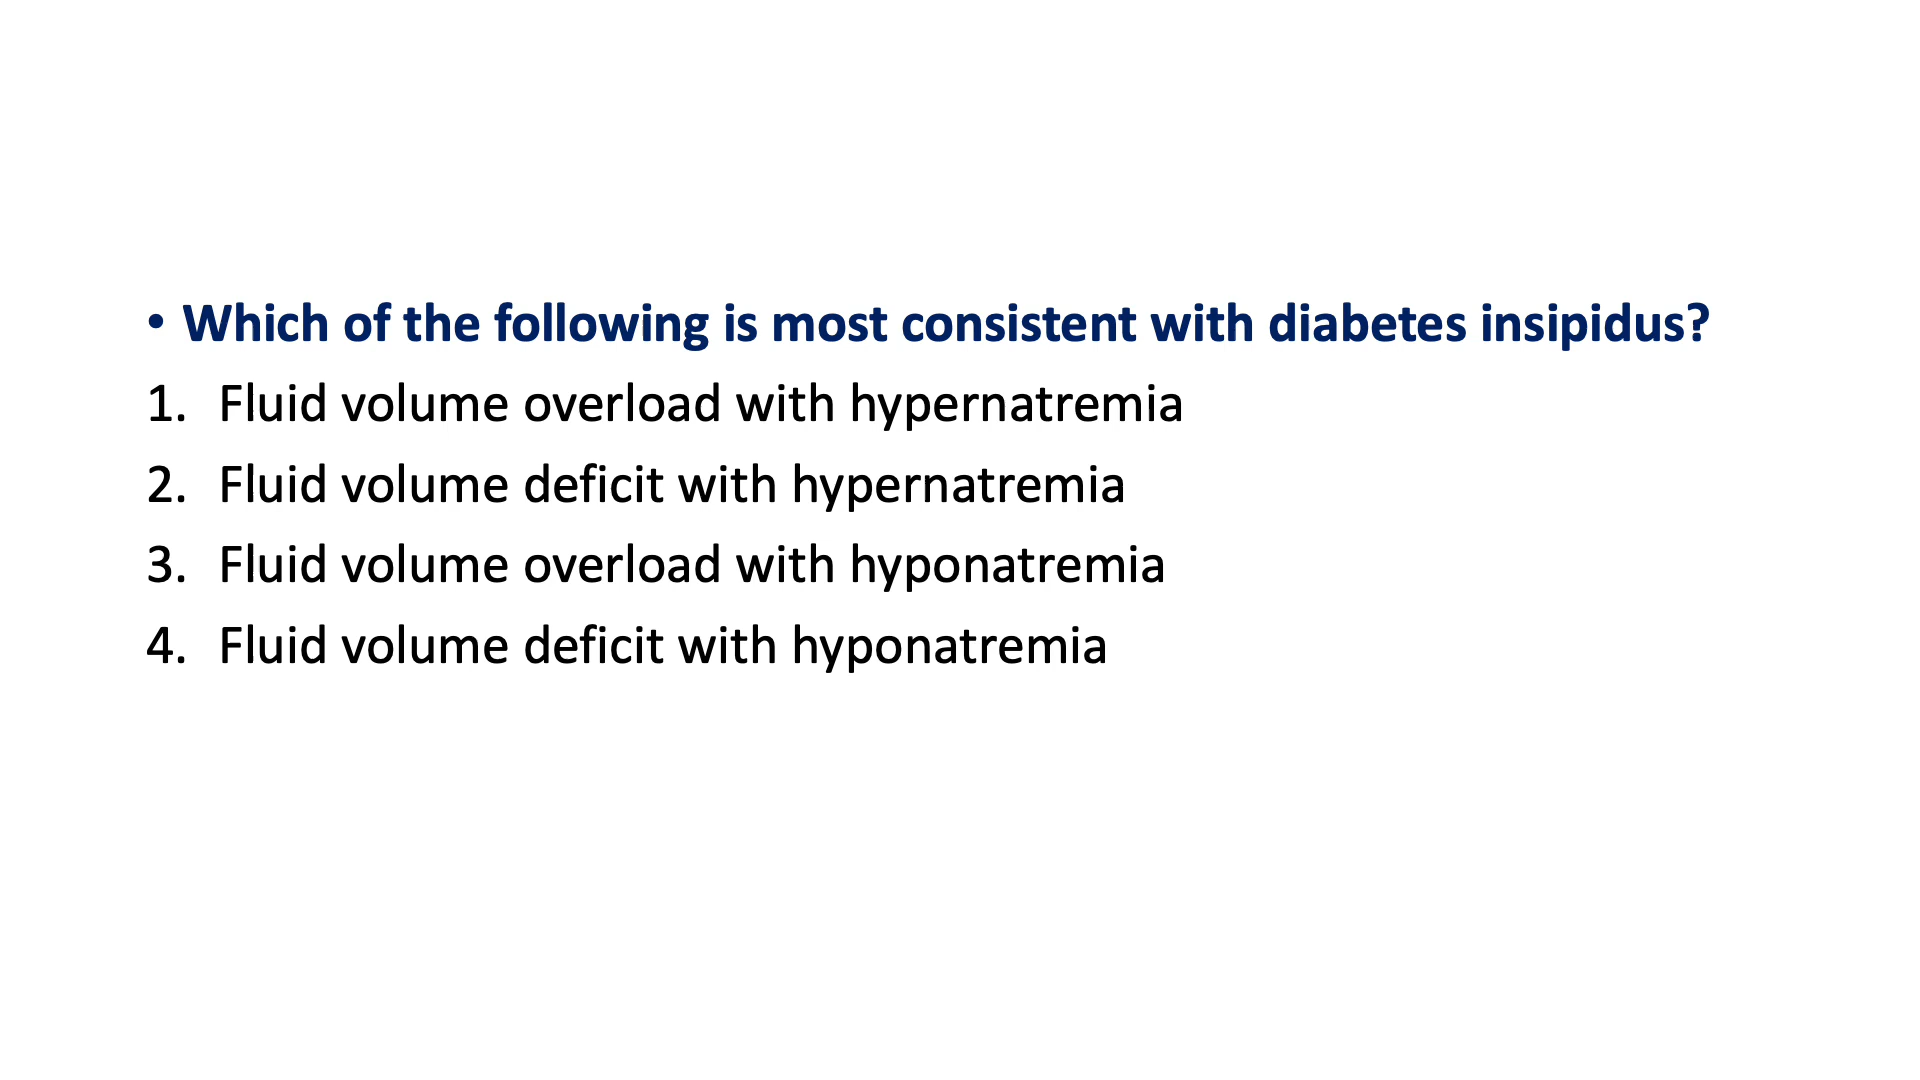 • Which of the following is most consistent with diabetes insipidus?
1. Fluid volume overload with hypernatremia
2. Fluid volume deficit with hypernatremia
3. Fluid volume overload with hyponatremia
4. Fluid volume deficit with hyponatremia